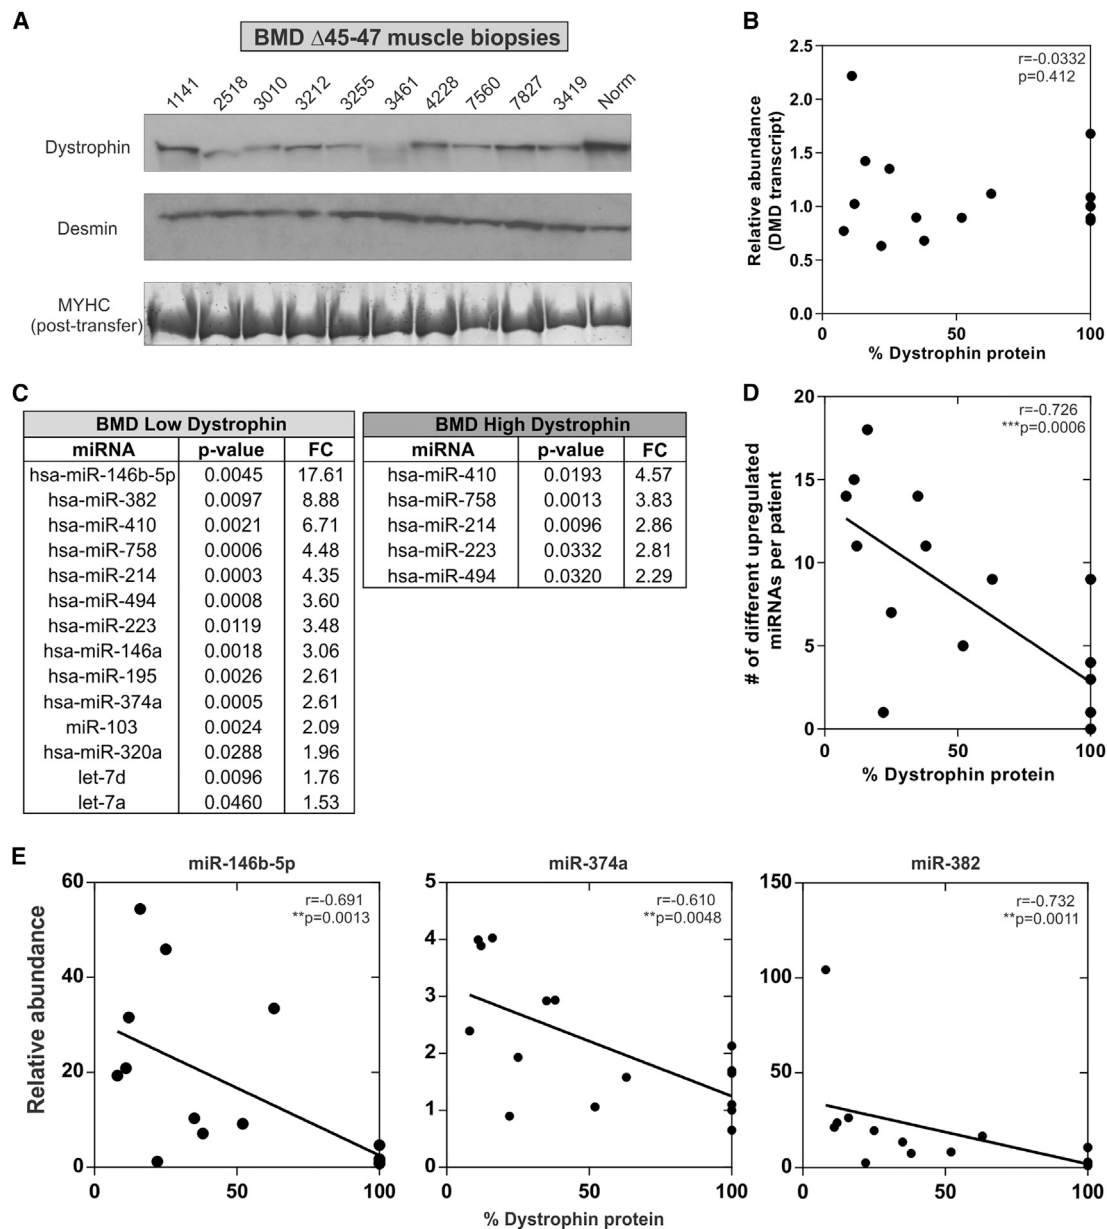 A
BMD Δ45-47 muscle biopsies
1141 2518 3010 3212 3255 3461 4228 7560 7827 3419 Norm
Dystrophin
Desmin
MYHC
(post-transfer)
B
r=-0.0332
p=0.412
Relative abundance
(DMD transcript)
2.5
2.0
1.5
1.0
0.5
0.0
0 50 100
% Dystrophin protein
C
BMD Low Dystrophin
miRNA p-value FC
hsa-miR-146b-5p 0.0045 17.61
hsa-miR-382 0.0097 8.88
hsa-miR-410 0.0021 6.71
hsa-miR-758 0.0006 4.48
hsa-miR-214 0.0003 4.35
hsa-miR-494 0.0008 3.60
hsa-miR-223 0.0119 3.48
hsa-miR-146a 0.0018 3.06
hsa-miR-195 0.0026 2.61
hsa-miR-374a 0.0005 2.61
miR-103 0.0024 2.09
hsa-miR-320a 0.0288 1.96
let-7d 0.0096 1.76
let-7a 0.0460 1.53
BMD High Dystrophin
miRNA p-value FC
hsa-miR-410 0.0193 4.57
hsa-miR-758 0.0013 3.83
hsa-miR-214 0.0096 2.86
hsa-miR-223 0.0332 2.81
hsa-miR-494 0.0320 2.29
D
r=-0.726
***p=0.0006
# of different upregulated
miRNAs per patient
20
15
10
5
0
0 50 100
% Dystrophin protein
E
Relative abundance
miR-146b-5p
r=-0.691
**p=0.0013
60
40
20
0
0 50 100
miR-374a
r=-0.610
**p=0.0048
5
4
3
2
1
0
0 50 100
miR-382
r=-0.732
**p=0.0011
150
100
50
0
0 50 100
% Dystrophin protein